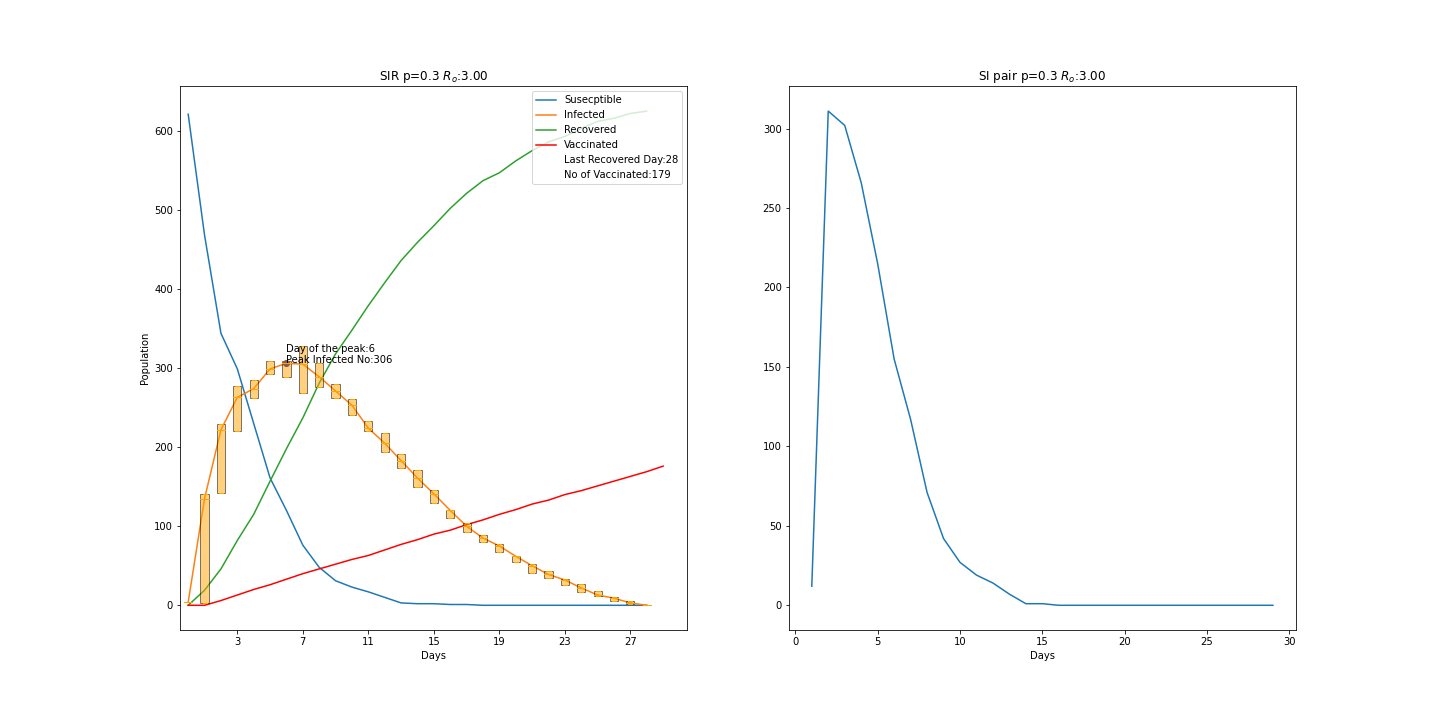 SIR p=0.3 Rₒ:3.00
Susecptible
Infected
Recovered
Vaccinated
Last Recovered Day:28
No of Vaccinated:179
Day of the peak:6
Peak Infected No:306
Population
600
500
400
300
200
100
0
3 7 11 15 19 23 27
Days
SI pair p=0.3 Rₒ:3.00
300
250
200
150
100
50
0
0 5 10 15 20 25 30
Days